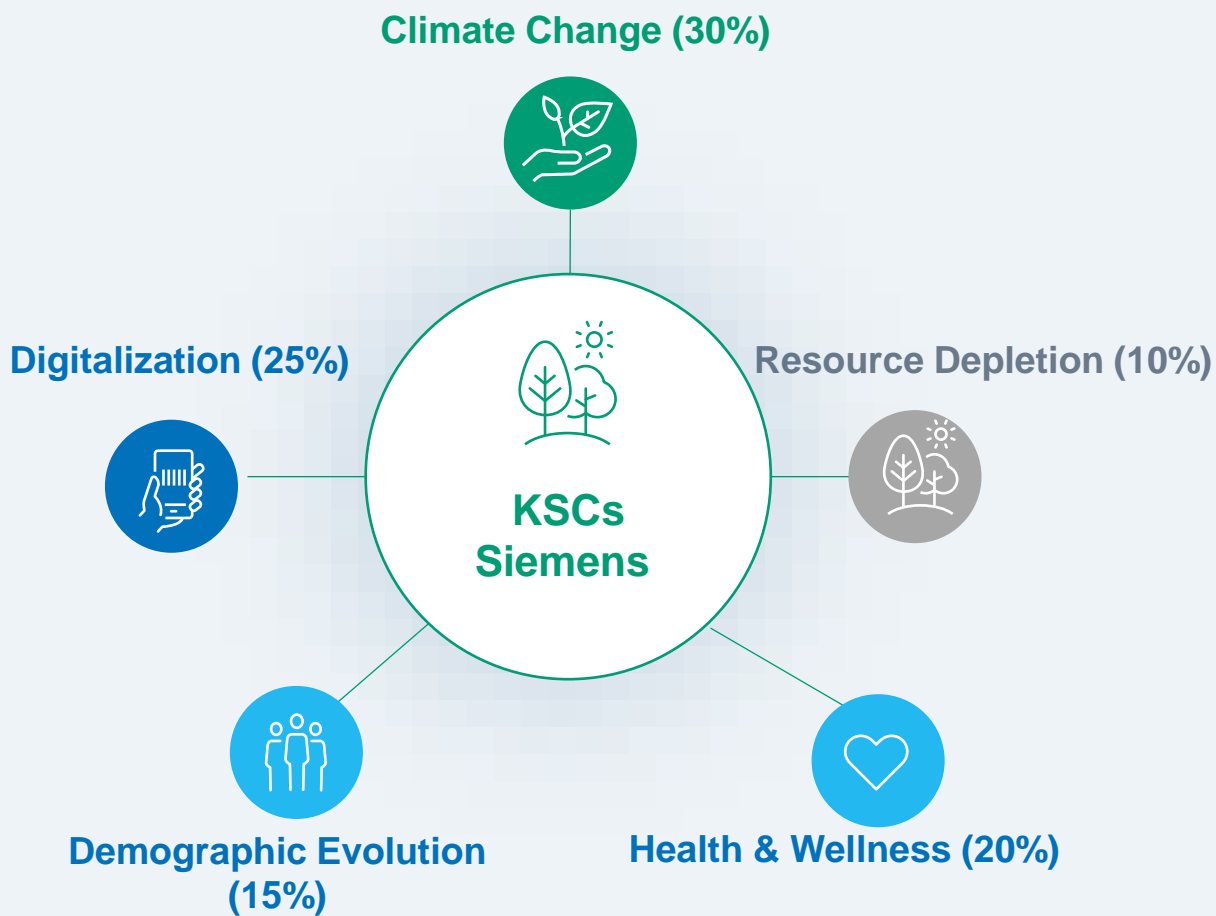 Climate Change (30%)
Digitalization (25%)
Resource Depletion (10%)
KSCs
Siemens
Demographic Evolution
(15%)
Health & Wellness (20%)